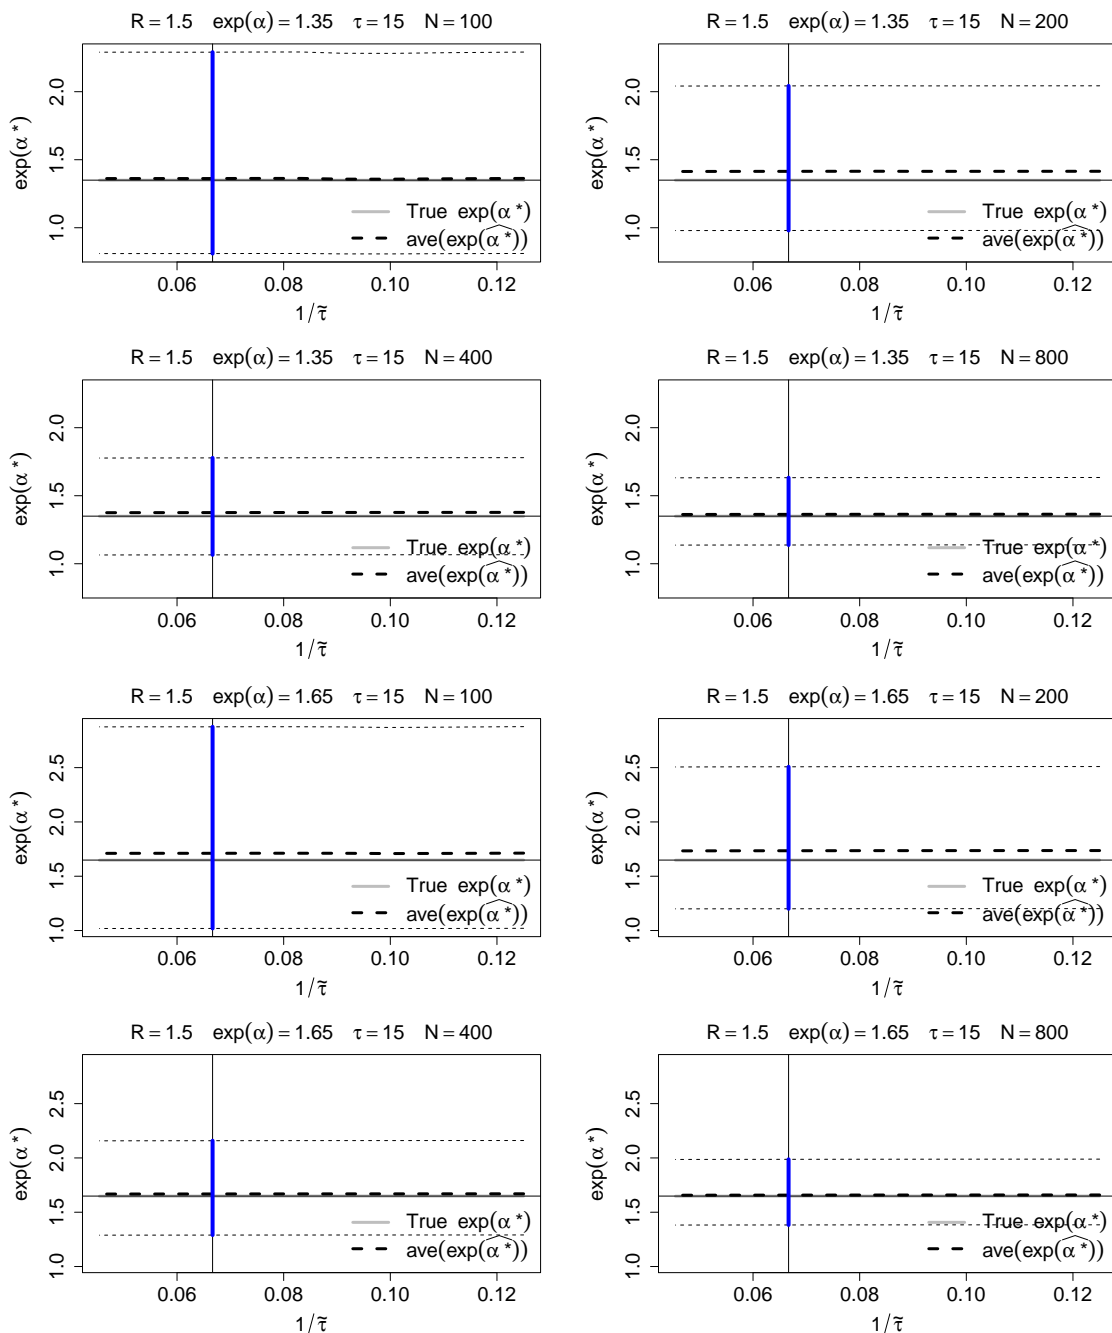 R = 1.5 exp(α) = 1.35 τ = 15 N = 100
exp(α*)
2.0
1.5
1.0
True exp(α*)
ave(exp(α̂*))
0.06 0.08 0.10 0.12
1/τ̃
R = 1.5 exp(α) = 1.35 τ = 15 N = 200
exp(α*)
2.0
1.5
1.0
True exp(α*)
ave(exp(α̂*))
0.06 0.08 0.10 0.12
1/τ̃
R = 1.5 exp(α) = 1.35 τ = 15 N = 400
exp(α*)
2.0
1.5
1.0
True exp(α*)
ave(exp(α̂*))
0.06 0.08 0.10 0.12
1/τ̃
R = 1.5 exp(α) = 1.35 τ = 15 N = 800
exp(α*)
2.0
1.5
1.0
True exp(α*)
ave(exp(α̂*))
0.06 0.08 0.10 0.12
1/τ̃
R = 1.5 exp(α) = 1.65 τ = 15 N = 100
exp(α*)
2.5
2.0
1.5
1.0
True exp(α*)
ave(exp(α̂*))
0.06 0.08 0.10 0.12
1/τ̃
R = 1.5 exp(α) = 1.65 τ = 15 N = 200
exp(α*)
2.5
2.0
1.5
1.0
True exp(α*)
ave(exp(α̂*))
0.06 0.08 0.10 0.12
1/τ̃
R = 1.5 exp(α) = 1.65 τ = 15 N = 400
exp(α*)
2.5
2.0
1.5
1.0
True exp(α*)
ave(exp(α̂*))
0.06 0.08 0.10 0.12
1/τ̃
R = 1.5 exp(α) = 1.65 τ = 15 N = 800
exp(α*)
2.5
2.0
1.5
1.0
True exp(α*)
ave(exp(α̂*))
0.06 0.08 0.10 0.12
1/τ̃